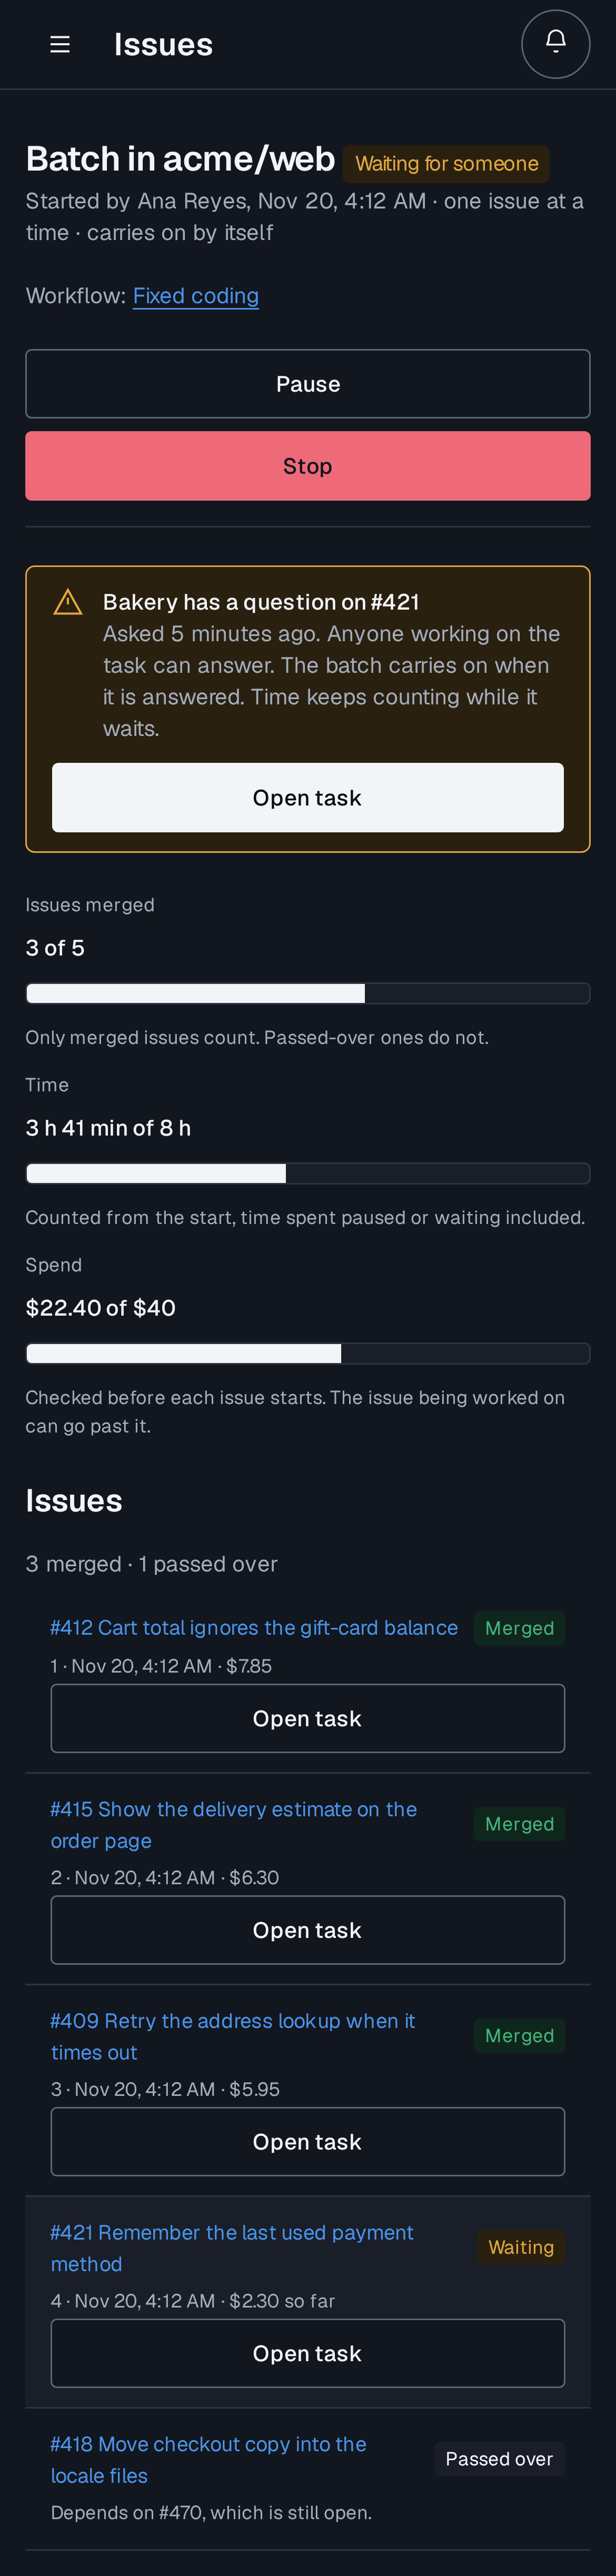 Issues
Batch in acme/web Waiting for someone
Started by Ana Reyes, Nov 20, 4:12 AM · one issue at a
time · carries on by itself
Workflow: Fixed coding
Pause
Stop
Bakery has a question on #421
Asked 5 minutes ago. Anyone working on the
task can answer. The batch carries on when
it is answered. Time keeps counting while it
waits.
Open task
Issues merged
3 of 5
Only merged issues count. Passed-over ones do not.
Time
3 h 41 min of 8 h
Counted from the start, time spent paused or waiting included.
Spend
$22.40 of $40
Checked before each issue starts. The issue being worked on
can go past it.
Issues
3 merged · 1 passed over
#412 Cart total ignores the gift-card balance Merged
1 · Nov 20, 4:12 AM · $7.85
Open task
#415 Show the delivery estimate on the
order page
Merged
2 · Nov 20, 4:12 AM · $6.30
Open task
#409 Retry the address lookup when it
times out
Merged
3 · Nov 20, 4:12 AM · $5.95
Open task
#421 Remember the last used payment
method
Waiting
4 · Nov 20, 4:12 AM · $2.30 so far
Open task
#418 Move checkout copy into the
locale files
Passed over
Depends on #470, which is still open.